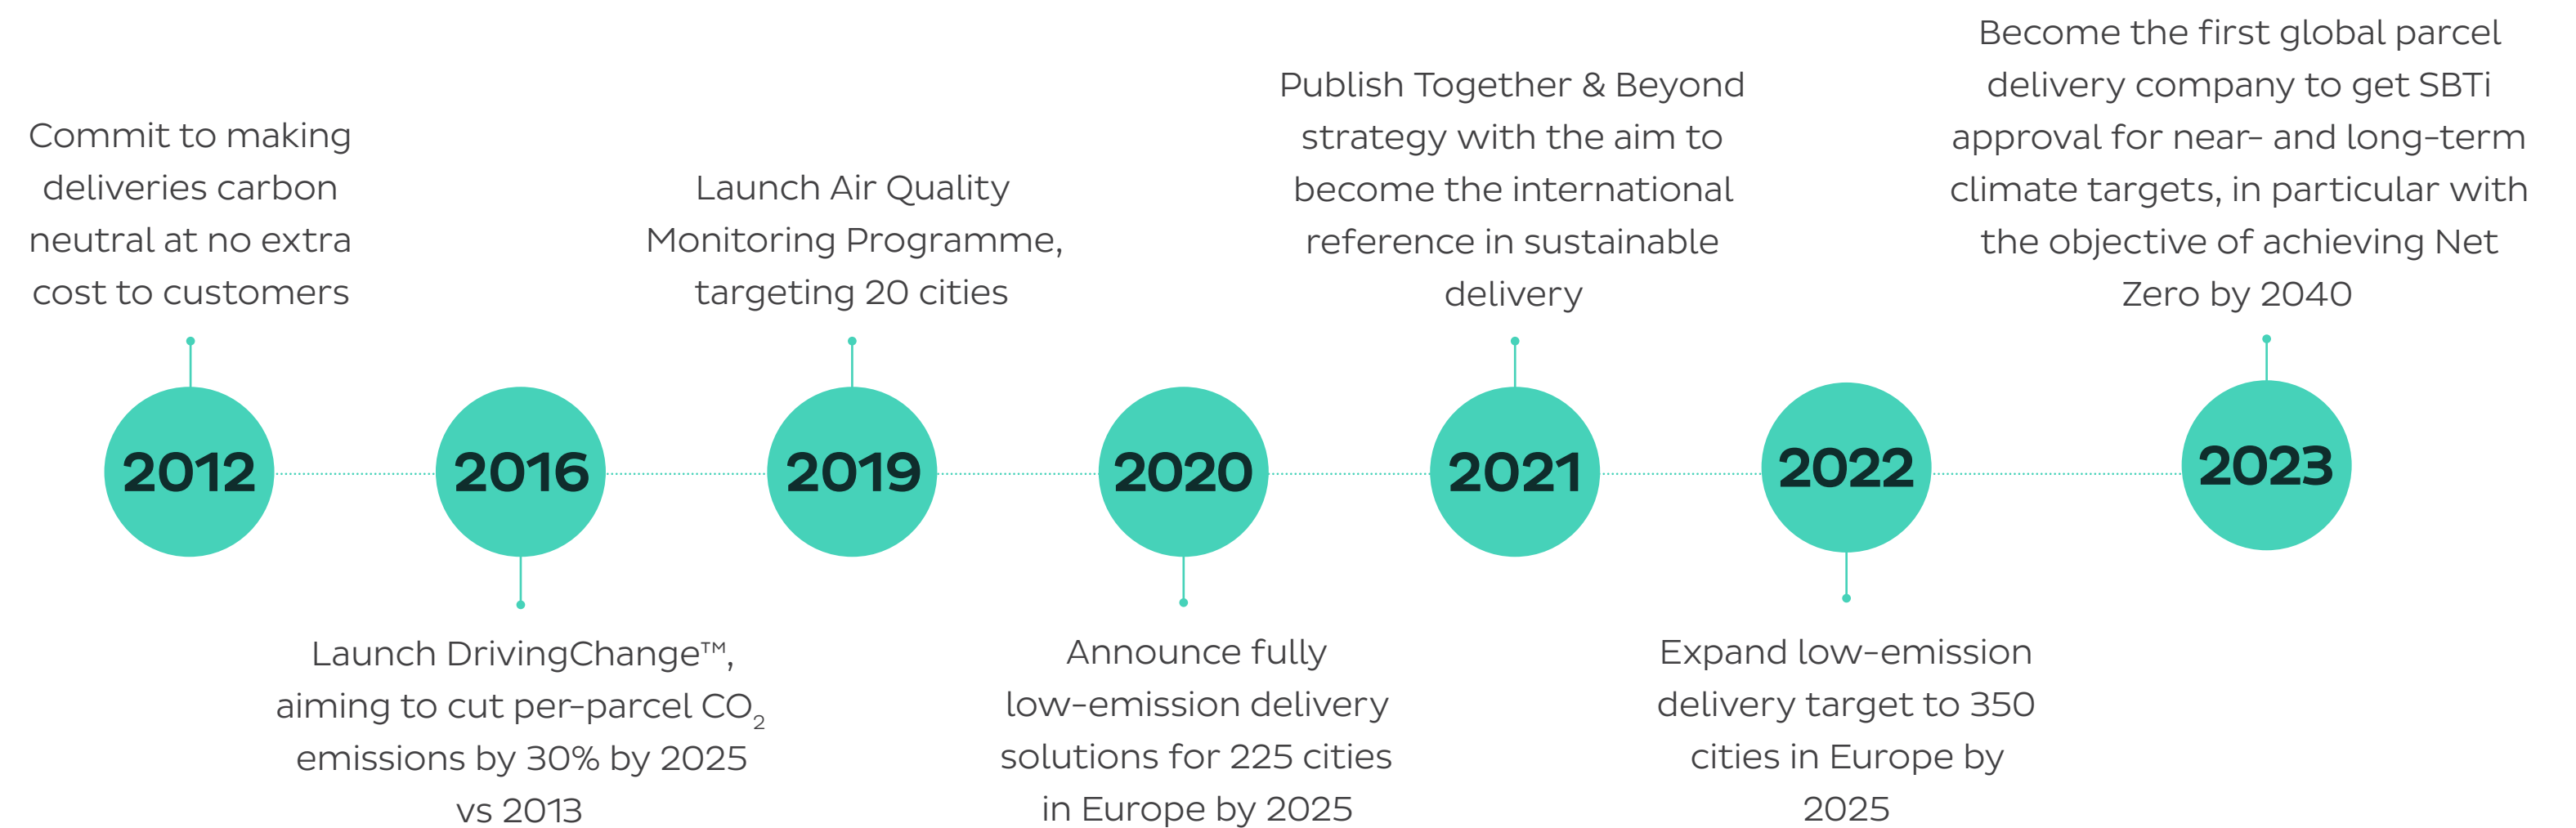 Commit to making
deliveries carbon
neutral at no extra
cost to customers
2012
2016
Launch DrivingChange™,
aiming to cut per-parcel CO₂
emissions by 30% by 2025
vs 2013
Launch Air Quality
Monitoring Programme,
targeting 20 cities
2019
2020
Announce fully
low-emission delivery
solutions for 225 cities
in Europe by 2025
Publish Together & Beyond
strategy with the aim to
become the international
reference in sustainable
delivery
2021
2022
Expand low-emission
delivery target to 350
cities in Europe by
2025
Become the first global parcel
delivery company to get SBTi
approval for near- and long-term
climate targets, in particular with
the objective of achieving Net
Zero by 2040
2023